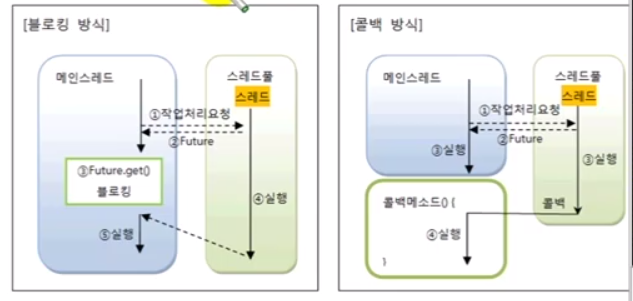 [블로킹 방식]
메인스레드
스레드풀
스레드
①작업처리요청
②Future
③Future.get()
블로킹
④실행
⑤실행
[콜백 방식]
메인스레드
스레드풀
스레드
①작업처리요청
②Future
③실행
③실행
콜백메소드() {
콜백
④실행
}